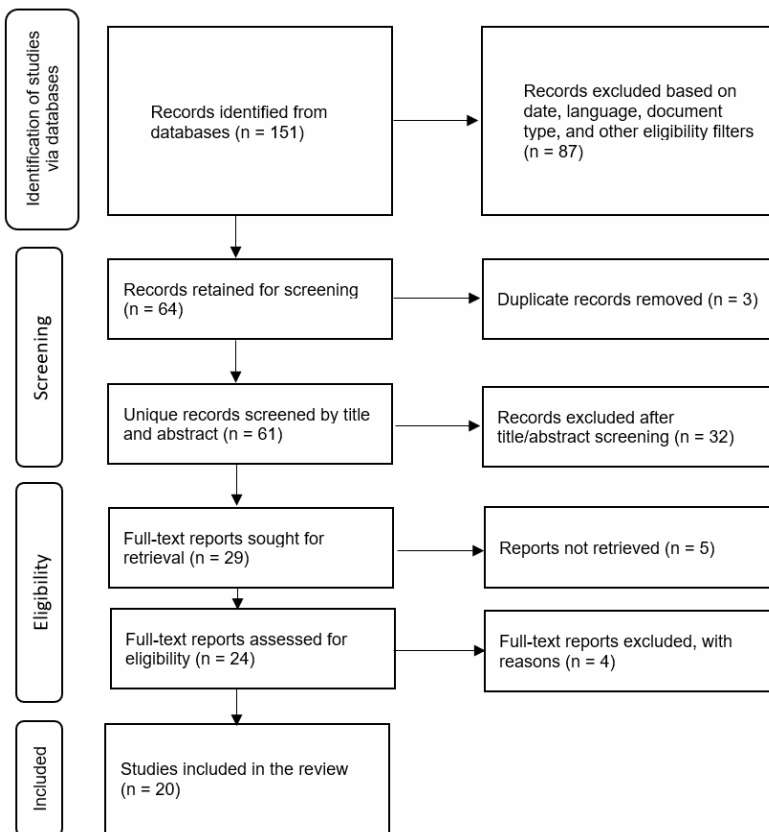 Identification of studies
via databases
Records identified from
databases (n = 151)
Records excluded based on
date, language, document
type, and other eligibility filters
(n = 87)
Screening
Records retained for screening
(n = 64)
Duplicate records removed (n = 3)
Unique records screened by title
and abstract (n = 61)
Records excluded after
title/abstract screening (n = 32)
Eligibility
Full-text reports sought for
retrieval (n = 29)
Reports not retrieved (n = 5)
Full-text reports assessed for
eligibility (n = 24)
Full-text reports excluded, with
reasons (n = 4)
Included
Studies included in the review
(n = 20)